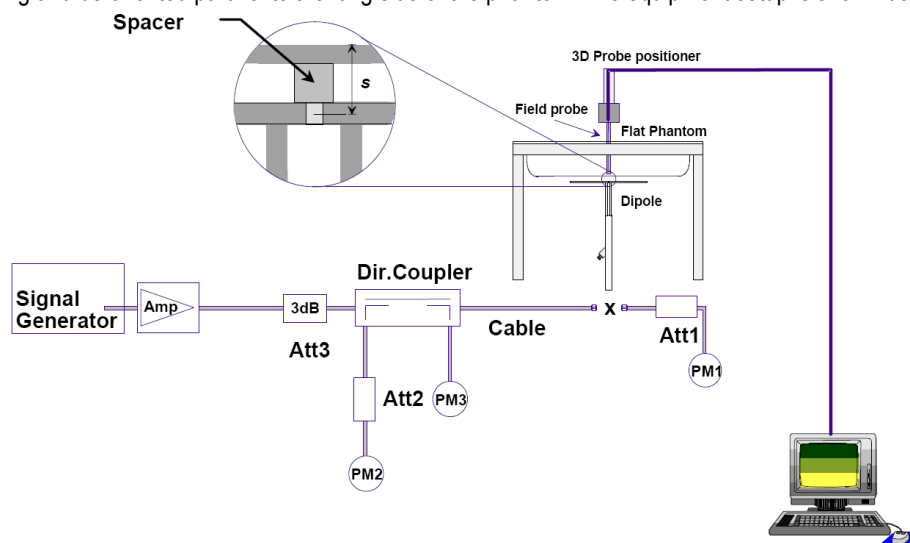 Spacer
s
3D Probe positioner
Field probe
Flat Phantom
Dipole
Dir.Coupler
Signal
Generator
Amp
3dB
Att3
Cable
X
Att1
PM1
Att2
PM3
PM2